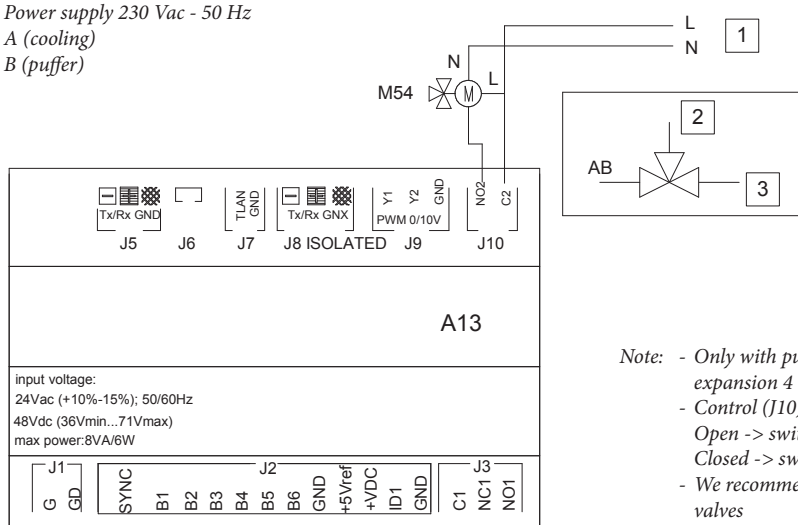 Power supply 230 Vac - 50 Hz
A (cooling)
B (puffer)
L
N
1
N
L
M54
M
2
AB
3
NO2
C2
Y1
Y2
GND
TLAN
GND
Tx/Rx GND
Tx/Rx GNX
PWM 0/10V
J5
J6
J7
J8 ISOLATED
J9
J10
A13
Note: - Only with
expansion 4
- Control (J10
Open ->
Closed ->
- We
valves
input voltage:
24Vac (+10%-15%); 50/60Hz
48Vdc (36Vmin...71Vmax)
max power:8VA/6W
J1
J2
J3
G
GD
SYNC
B1
B2
B3
B4
B5
B6
GND
+5Vref
+VDC
ID1
GND
C1
NC1
NO1